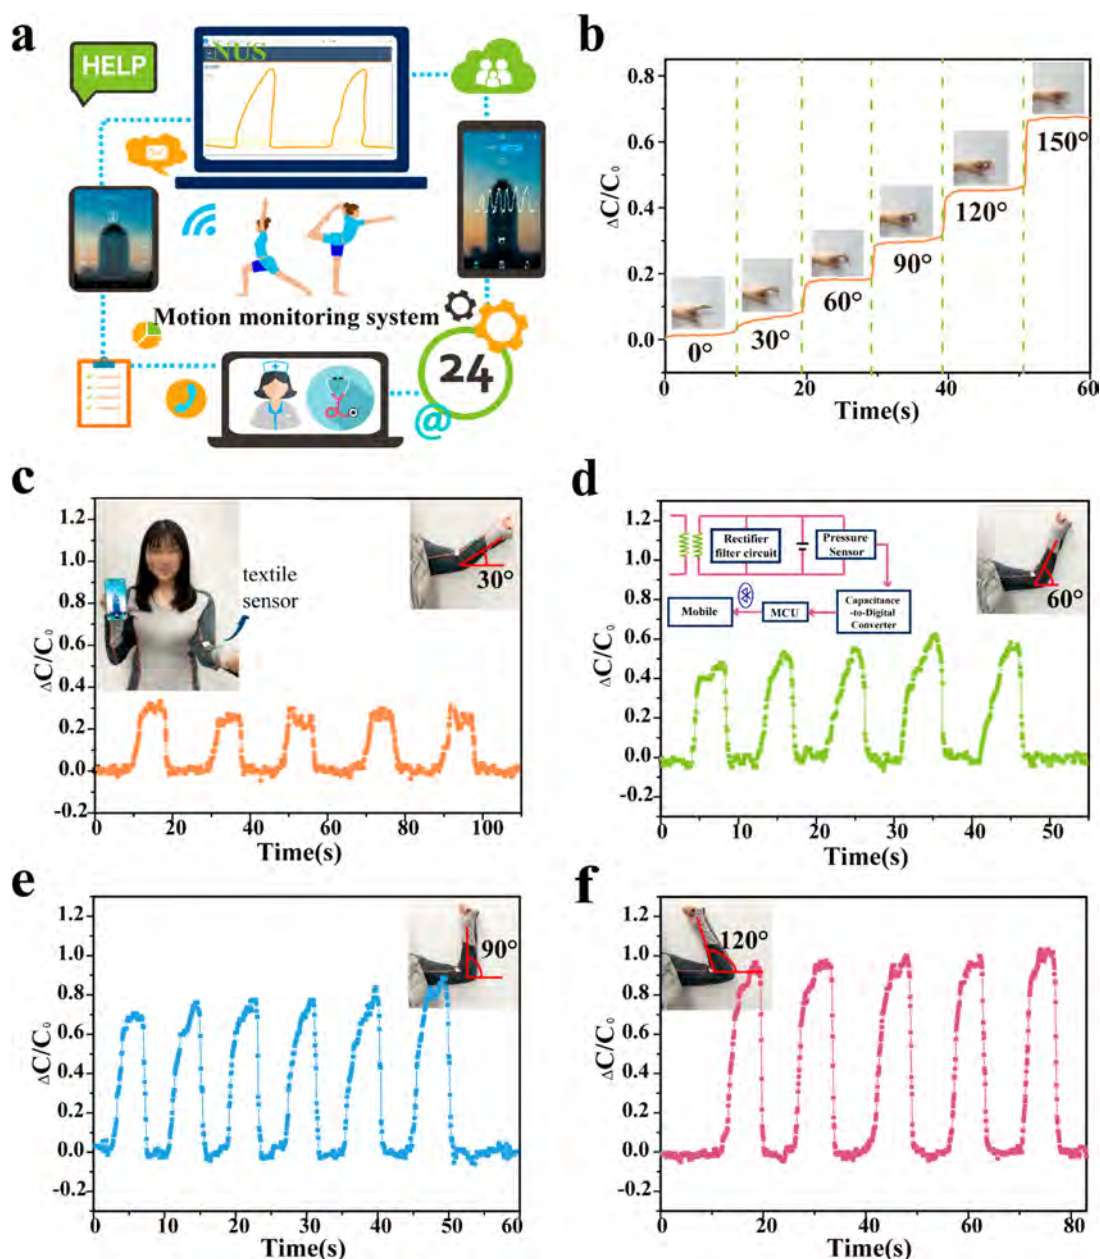 a
HELP
NUS
Motion monitoring system
24
@
b
ΔC/C₀
0.8
0.6
0.4
0.2
0.0
0°
30°
60°
90°
120°
150°
0 20 40 60
Time(s)
c
ΔC/C₀
1.2
1.0
0.8
0.6
0.4
0.2
0.0
-0.2
textile
sensor
30°
0 20 40 60 80 100
Time(s)
d
ΔC/C₀
1.2
1.0
0.8
0.6
0.4
0.2
0.0
-0.2
Rectifier
filter circuit
Pressure
Sensor
Mobile
MCU
Capacitance
-to-Digital
Converter
60°
0 10 20 30 40 50
Time(s)
e
ΔC/C₀
1.2
1.0
0.8
0.6
0.4
0.2
0.0
-0.2
90°
0 10 20 30 40 50 60
Time(s)
f
ΔC/C₀
1.2
1.0
0.8
0.6
0.4
0.2
0.0
-0.2
120°
0 20 40 60 80
Time(s)